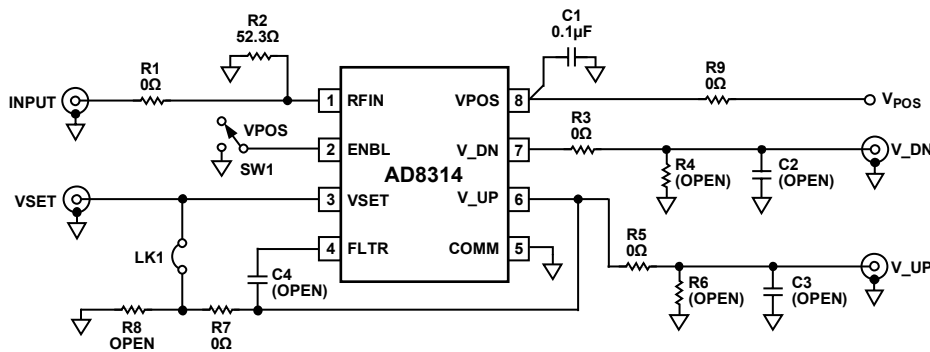 R2
52.3Ω
C1
0.1µF
R1
0Ω
R9
0Ω
INPUT
1 RFIN
VPOS 8
V_POS
VPOS
SW1
2 ENBL
V_DN 7
R3
0Ω
R4
(OPEN)
C2
(OPEN)
V_DN
AD8314
VSET
3 VSET
V_UP 6
LK1
4 FLTR
COMM 5
C4
(OPEN)
R5
0Ω
R6
(OPEN)
C3
(OPEN)
V_UP
R8
OPEN
R7
0Ω